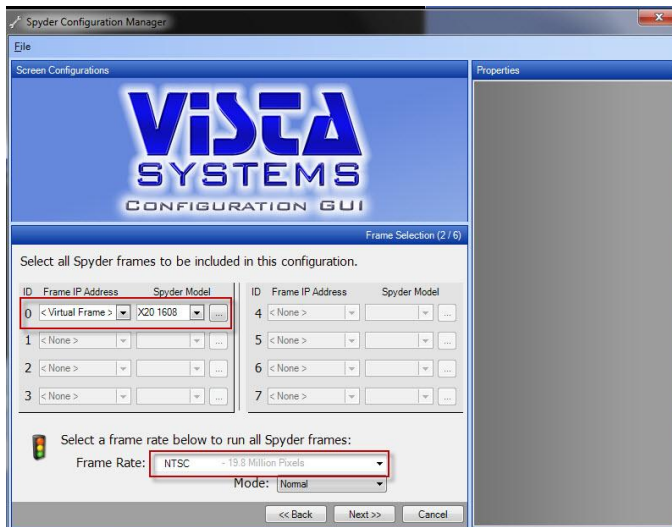 Spyder Configuration Manager
File
Screen Configurations
Properties
ViSTA
SYSTEMS
CONFIGURATION GUI
Frame Selection (2 / 6)
Select all Spyder frames to be included in this configuration.
ID Frame IP Address Spyder Model ID Frame IP Address Spyder Model
0 < Virtual Frame > X20 1608 ... 4 < None > ...
1 < None > ... 5 < None > ...
2 < None > ... 6 < None > ...
3 < None > ... 7 < None > ...
Select a frame rate below to run all Spyder frames:
Frame Rate: NTSC - 19.8 Million Pixels
Mode: Normal
<< Back Next >> Cancel